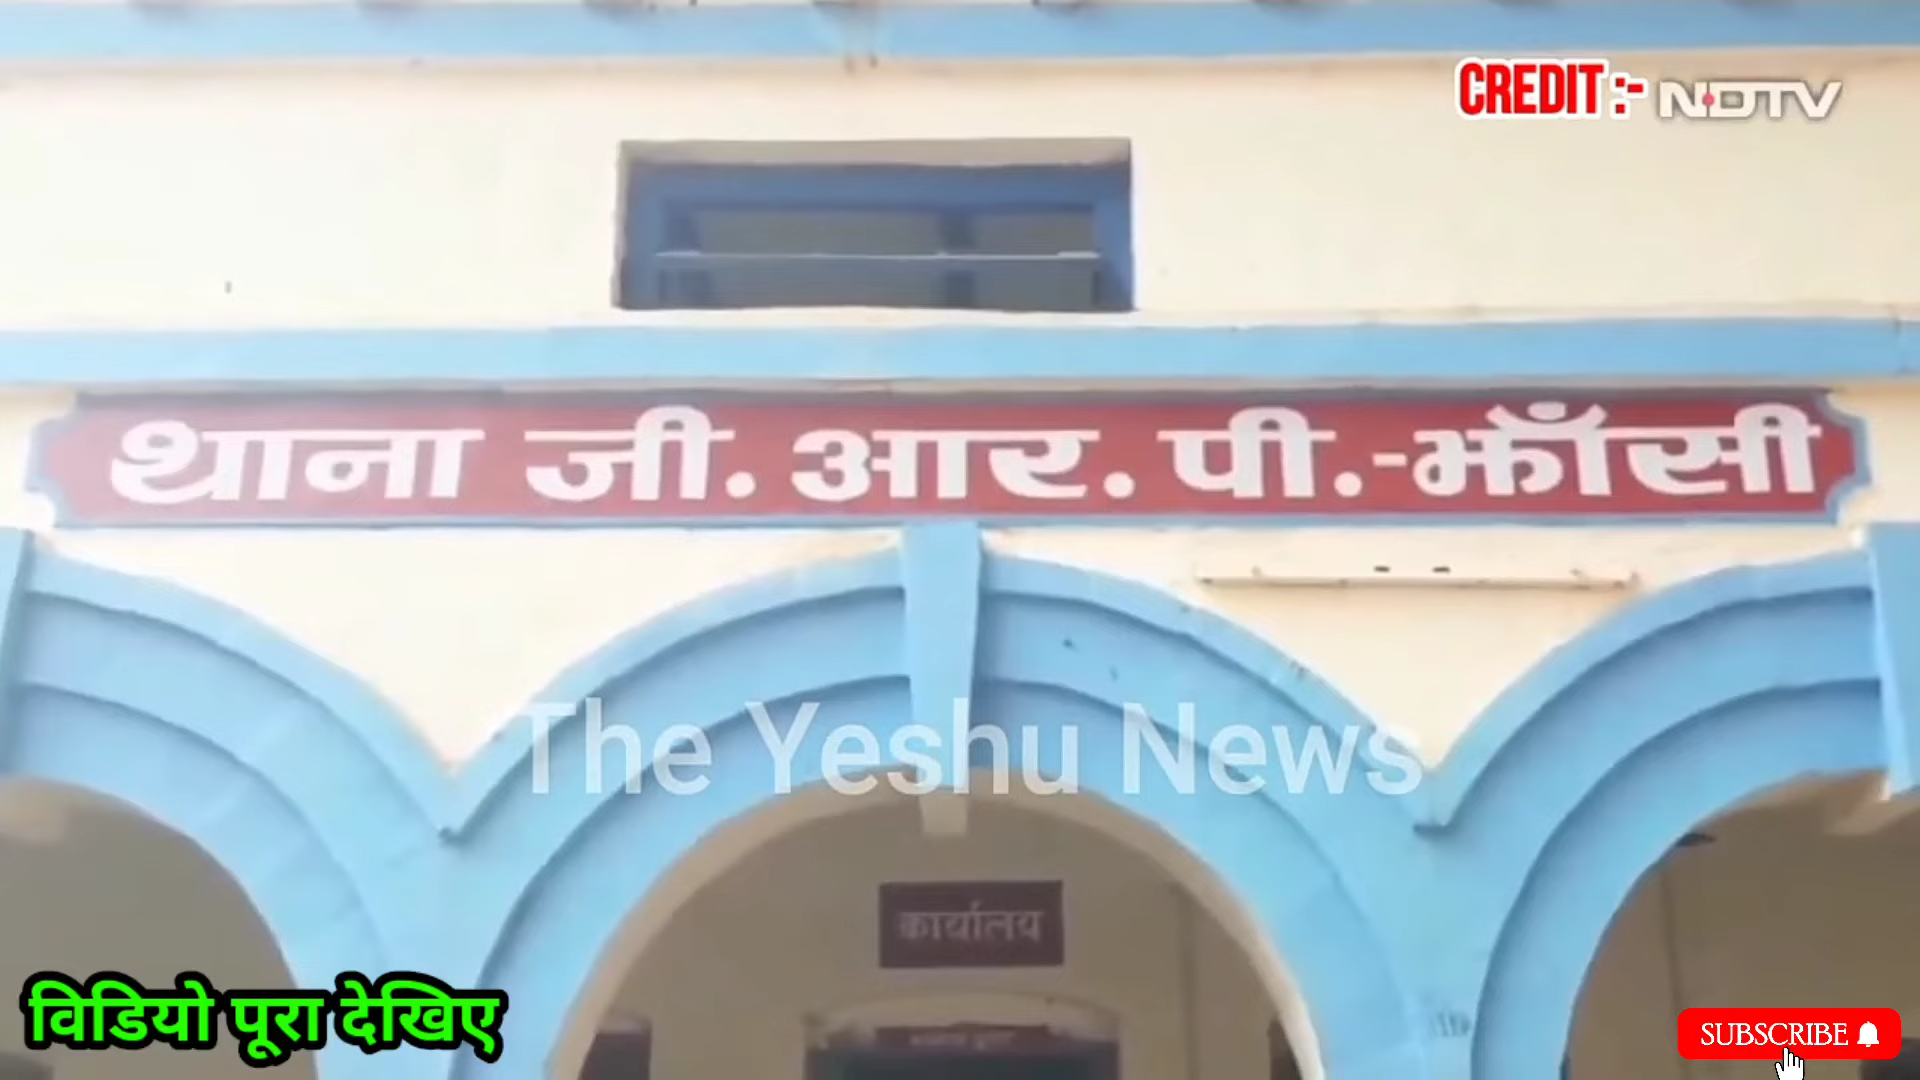 CREDIT :- NDTV
थाना जी. आर. पी.-झाँसी
The Yeshu News
कार्यालय
विडियो पूरा देखिए
SUBSCRIBE